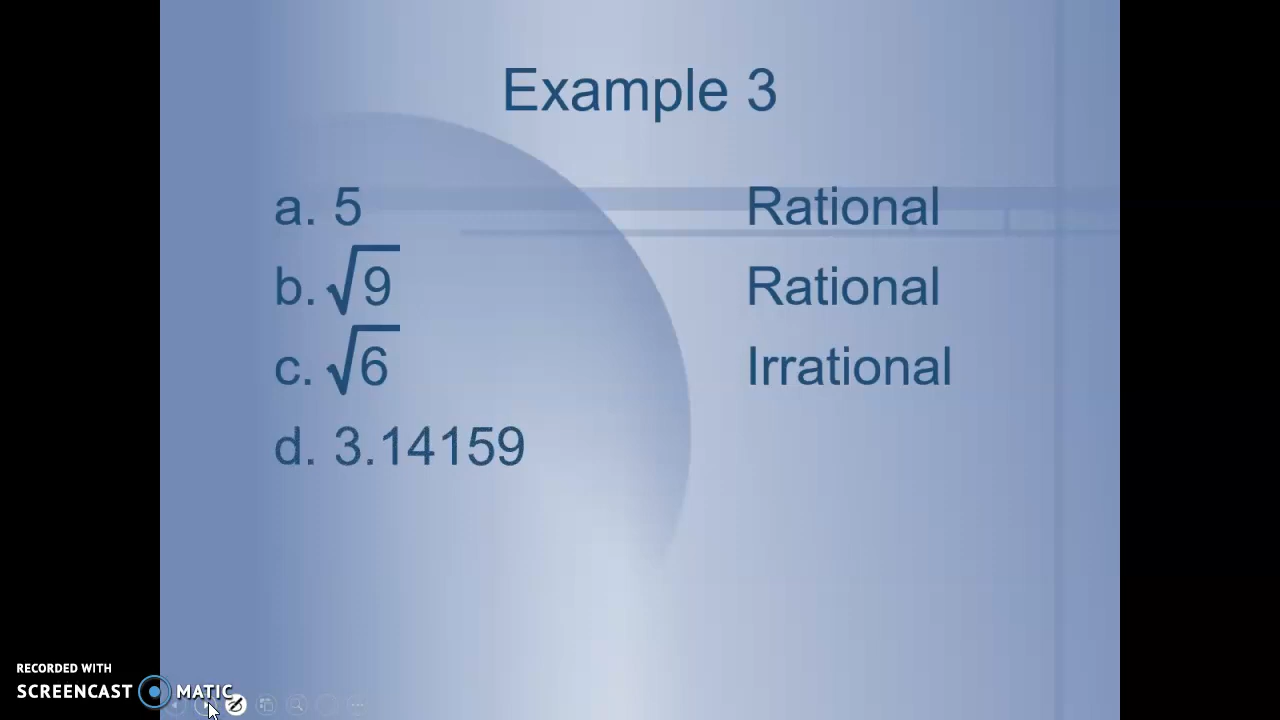 Example 3
a. 5 Rational
b. √9 Rational
c. √6 Irrational
d. 3.14159
RECORDED WITH
SCREENCAST MATIC